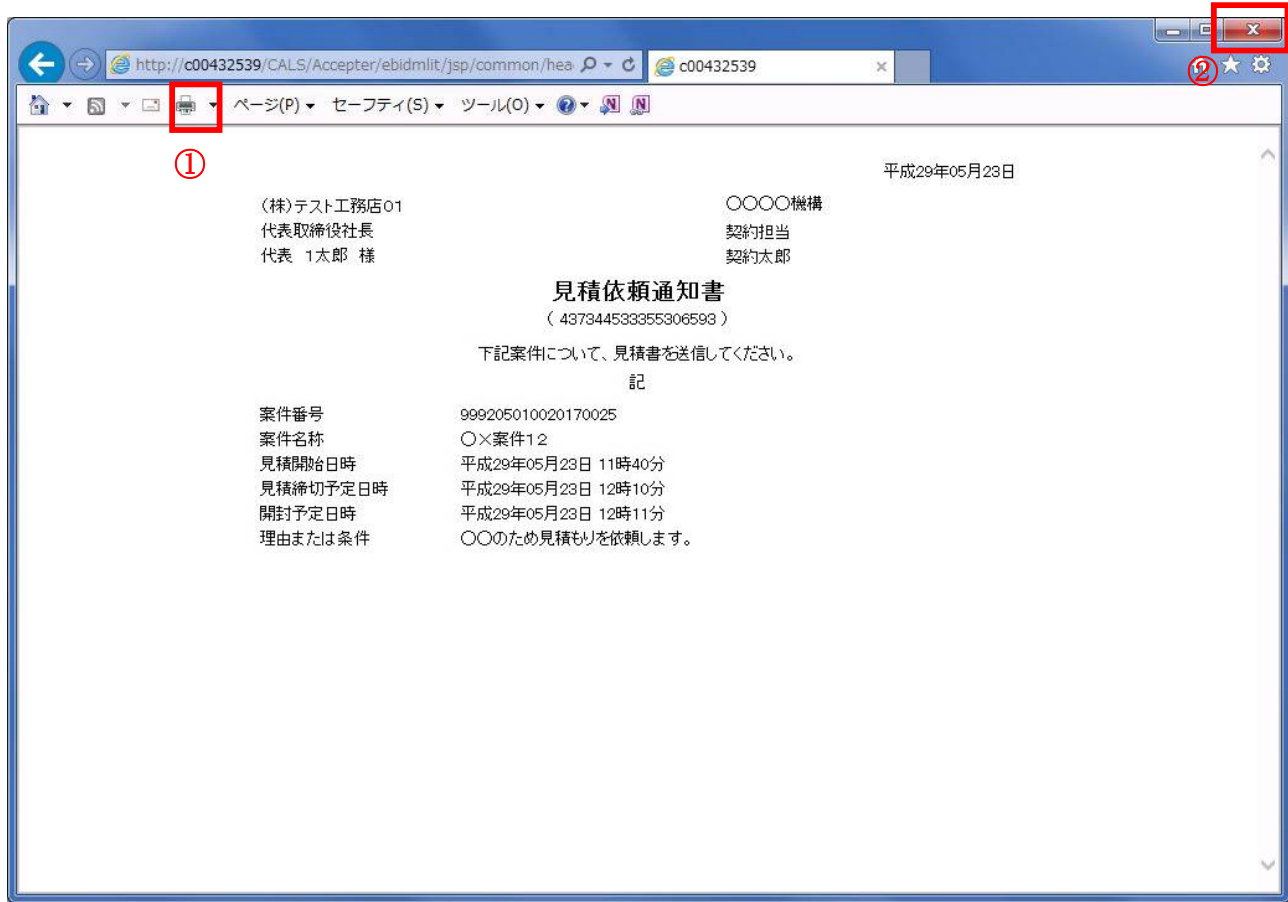 http://c00432539/CALS/Accepter/ebidmlit/jsp/common/hea
c00432539
②
ページ(P) セーフティ(S) ツール(O)
①
平成29年05月23日
(株)テスト工務店01
代表取締役社長
代表 1太郎 様
〇〇〇〇機構
契約担当
契約太郎
見積依頼通知書
( 437344533355306593 )
下記案件について、見積書を送信してください。
記
案件番号 999205010020170025
案件名称 〇×案件12
見積開始日時 平成29年05月23日 11時40分
見積締切予定日時 平成29年05月23日 12時10分
開封予定日時 平成29年05月23日 12時11分
理由または条件 〇〇のため見積もりを依頼します。